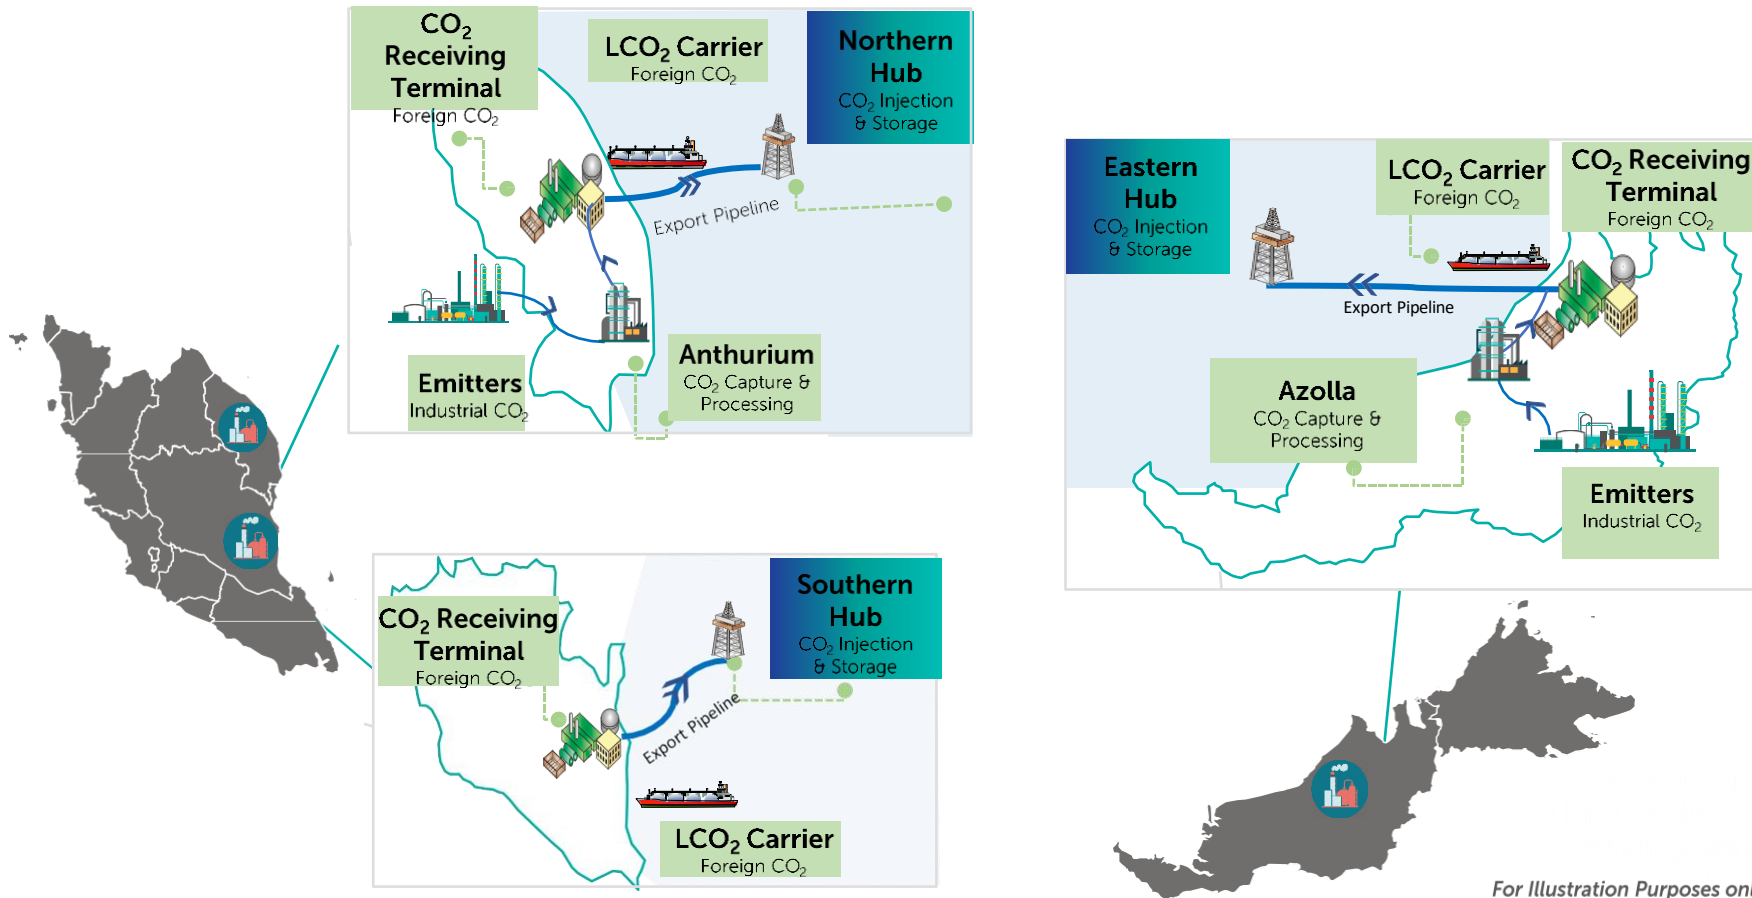 CO₂
Receiving
Terminal
Foreign CO₂
LCO₂ Carrier
Foreign CO₂
Northern
Hub
CO₂ Injection
& Storage
Export Pipeline
Emitters
Industrial CO₂
Anthurium
CO₂ Capture &
Processing
CO₂ Receiving
Terminal
Foreign CO₂
Southern
Hub
CO₂ Injection
& Storage
Export Pipeline
LCO₂ Carrier
Foreign CO₂
Eastern
Hub
CO₂ Injection
& Storage
LCO₂ Carrier
Foreign CO₂
CO₂ Receiving
Terminal
Foreign CO₂
Export Pipeline
Azolla
CO₂ Capture &
Processing
Emitters
Industrial CO₂
For Illustration Purposes